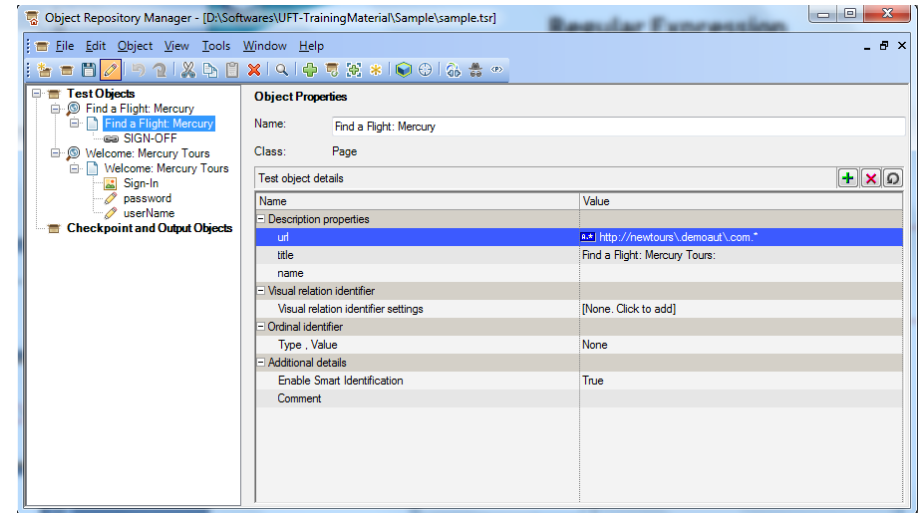 Object Repository Manager - [D:\Softwares\UFT-TrainingMaterial\Sample\sample.tsr]
Regular Expression
File Edit Object View Tools Window Help
Test Objects
Find a Flight: Mercury
Find a Flight: Mercury
SIGN-OFF
Welcome: Mercury Tours
Welcome: Mercury Tours
Sign-In
password
userName
Checkpoint and Output Objects
Object Properties
Name: Find a Flight: Mercury
Class: Page
Test object details
Name Value
Description properties
url A.* http://newtours\.demoaut\.com.*
title Find a Flight: Mercury Tours:
name
Visual relation identifier
Visual relation identifier settings [None. Click to add]
Ordinal identifier
Type , Value None
Additional details
Enable Smart Identification True
Comment